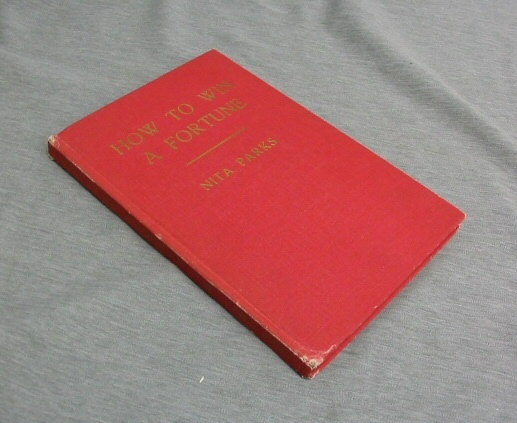 HOW TO WIN
A FORTUNE
NITA PARKS